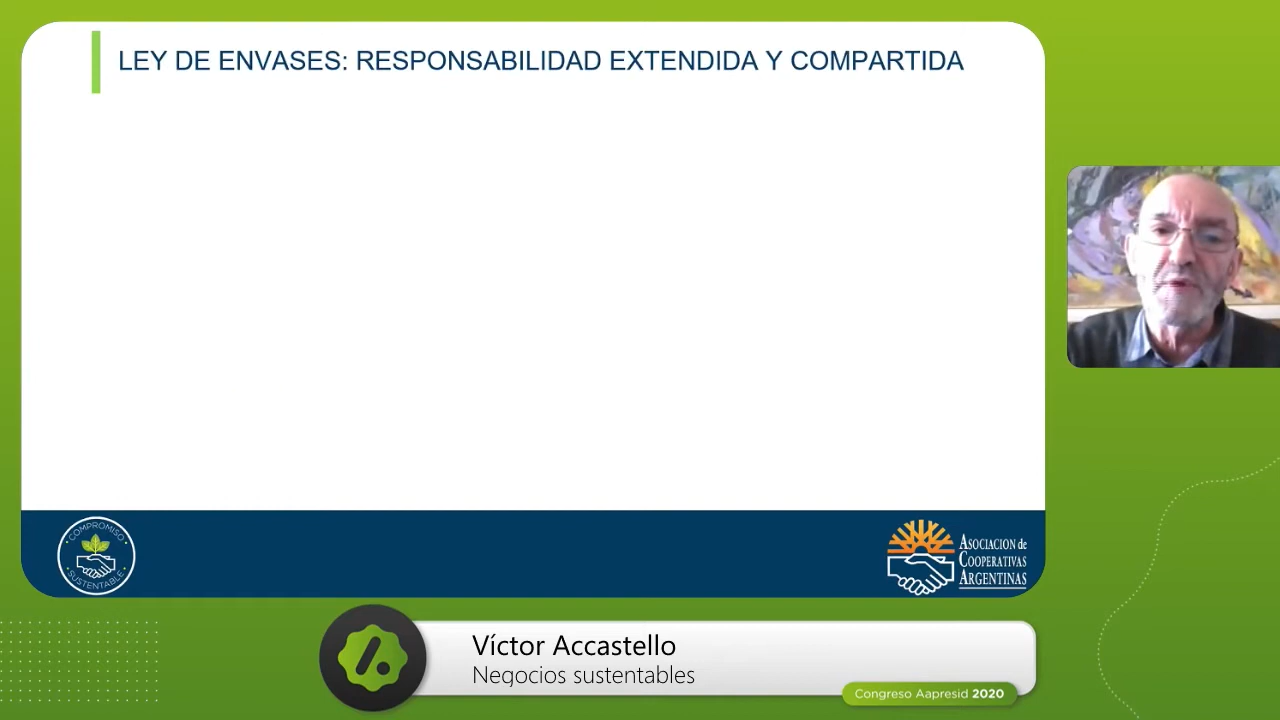 LEY DE ENVASES: RESPONSABILIDAD EXTENDIDA Y COMPARTIDA
COMPROMISO
SUSTENTABLE
ASOCIACION de
COOPERATIVAS
ARGENTINAS
Víctor Accastello
Negocios sustentables
Congreso Aapresid 2020